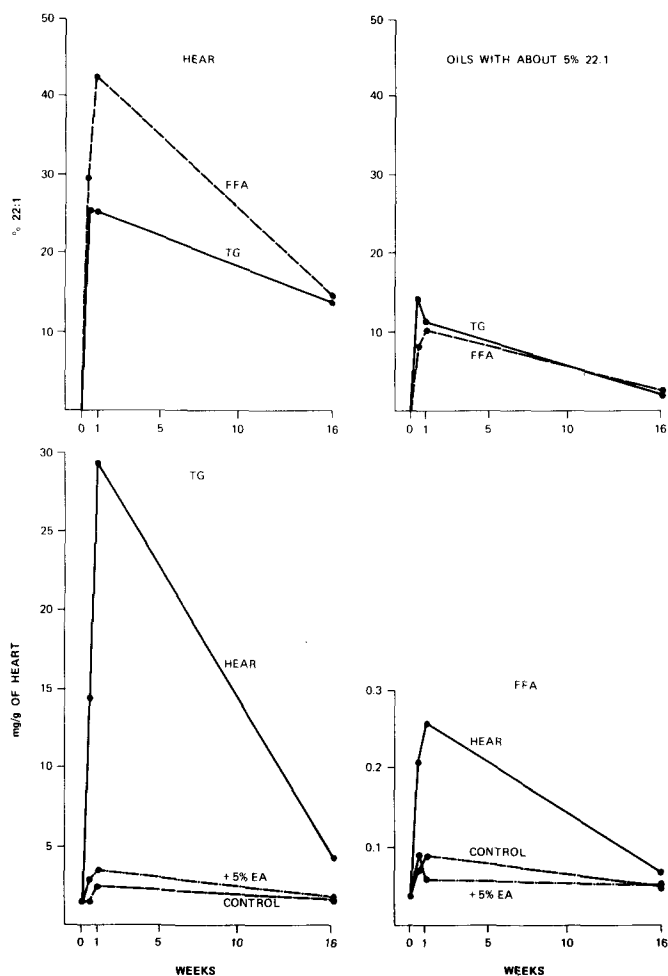 HEAR
50
40
30
20
10
FFA
TG
% 22:1
0 1 5 10 16
OILS WITH ABOUT 5% 22.1
50
40
30
20
10
TG
FFA
0 1 5 10 16
TG
30
25
20
15
10
5
HEAR
+ 5% EA
CONTROL
mg/g OF HEART
0 1 5 10 16
WEEKS
FFA
0.3
0.2
0.1
HEAR
CONTROL
+ 5% EA
0 1 5 10 16
WEEKS